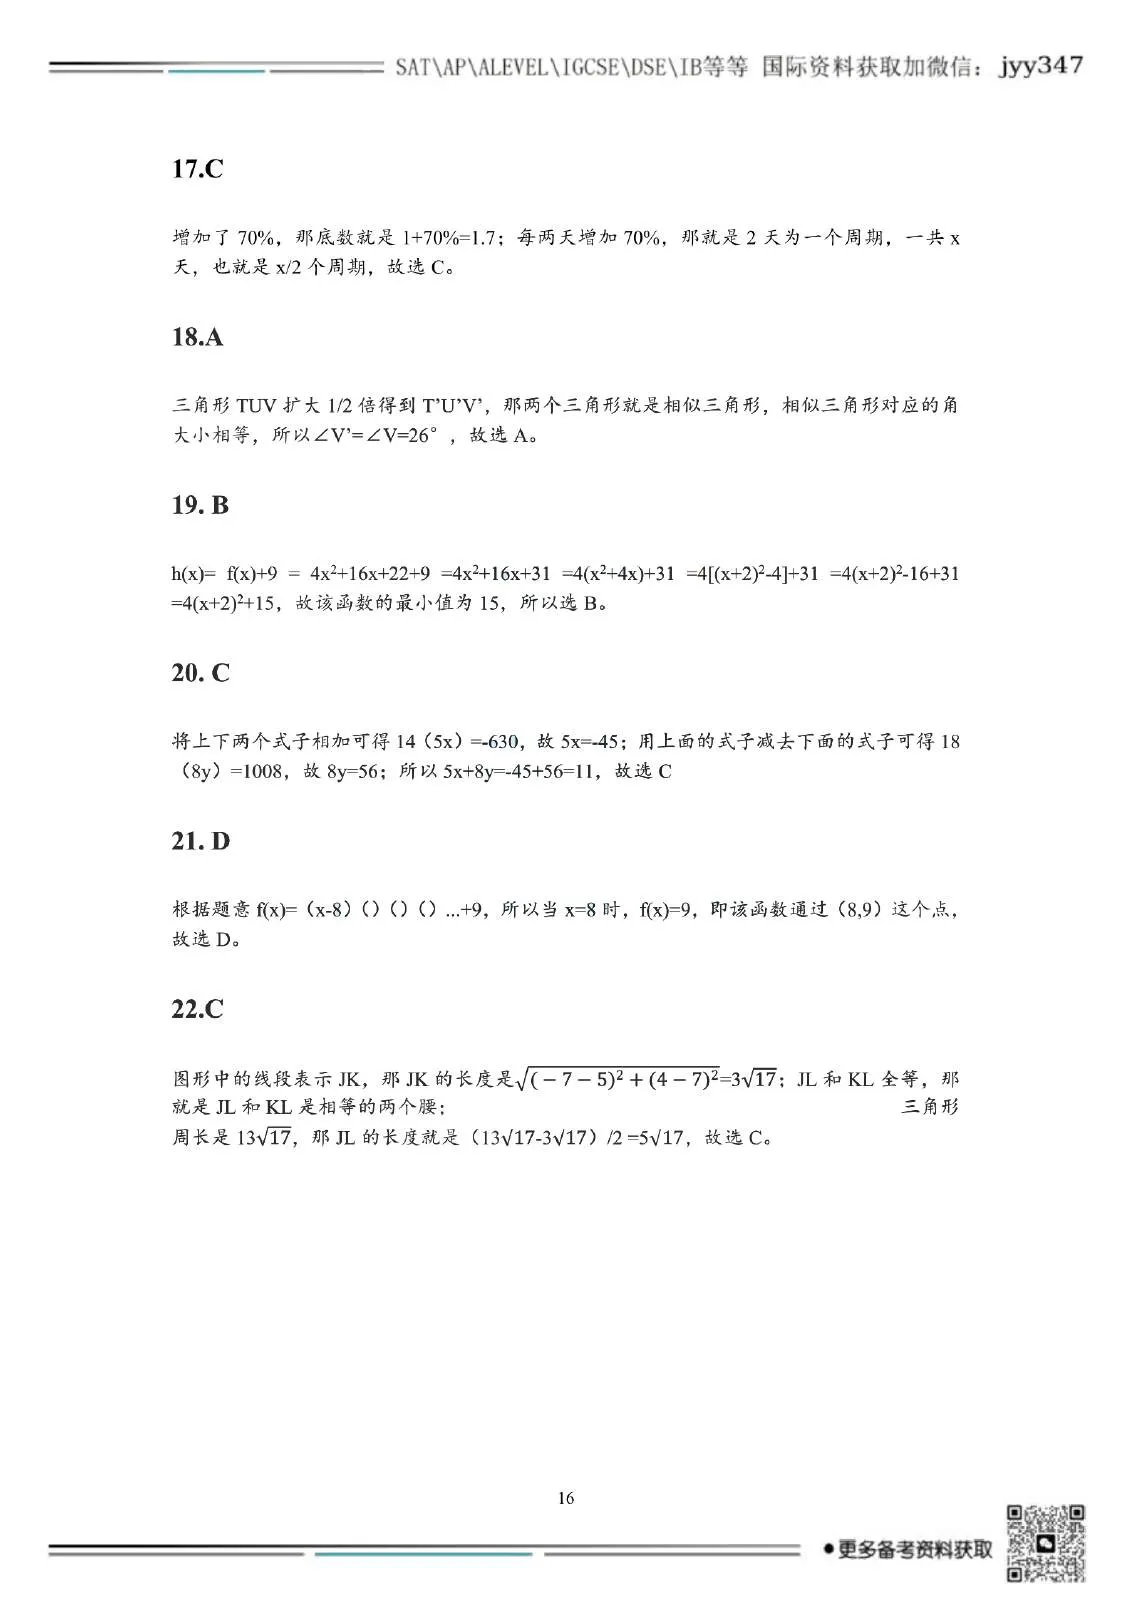 SAT\AP\ALEVEL\IGCSE\DSE\IB等等 国际资料获取加微信：jyy347
17.C
增加了 70%，那底数就是 1+70%=1.7；每两天增加 70%，那就是 2 天为一个周期，一共 x
天，也就是 x/2 个周期，故选 C。
18.A
三角形 TUV 扩大 1/2 倍得到 T’U’V’，那两个三角形就是相似三角形，相似三角形对应的角
大小相等，所以∠V’=∠V=26°，故选 A。
19. B
h(x)= f(x)+9 = 4x²+16x+22+9 =4x²+16x+31 =4(x²+4x)+31 =4[(x+2)²-4]+31 =4(x+2)²-16+31
=4(x+2)²+15，故该函数的最小值为 15，所以选 B。
20. C
将上下两个式子相加可得 14（5x）=-630，故 5x=-45；用上面的式子减去下面的式子可得 18
（8y）=1008，故 8y=56；所以 5x+8y=-45+56=11，故选 C
21. D
根据题意 f(x)=（x-8）()()()...+9，所以当 x=8 时，f(x)=9，即该函数通过（8,9）这个点，
故选 D。
22.C
图形中的线段表示 JK，那 JK 的长度是√(－7－5)²＋(4－7)²=3√17；JL 和 KL 全等，那
就是 JL 和 KL 是相等的两个腰； 三角形
周长是 13√17，那 JL 的长度就是（13√17-3√17）/2 =5√17，故选 C。
16
●更多备考资料获取